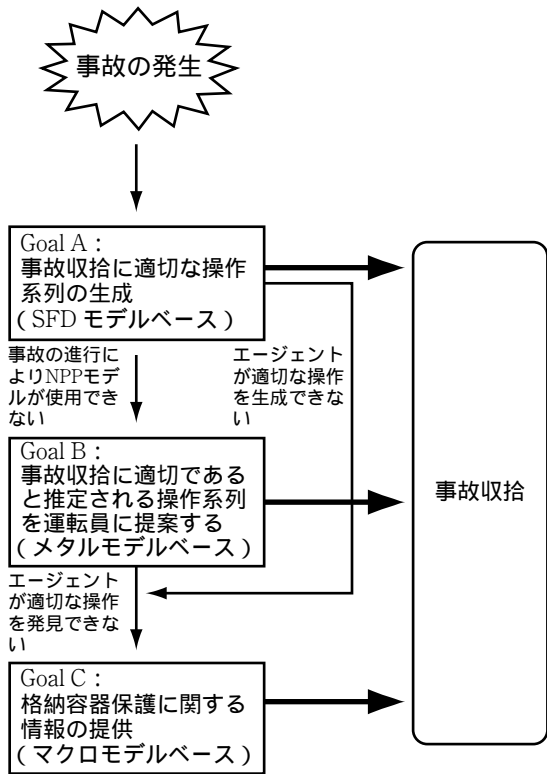 事故の発生
Goal A：
事故収拾に適切な操作
系列の生成
( SFD モデルベース )
事故の進行に
よりNPPモデ
ルが使用でき
ない
エージェント
が適切な操作
を生成できな
い
Goal B：
事故収拾に適切である
と推定される操作系列
を運転員に提案する
( メタルモデルベース )
エージェント
が適切な操作
を発見できな
い
Goal C：
格納容器保護に関する
情報の提供
( マクロモデルベース )
事故収拾